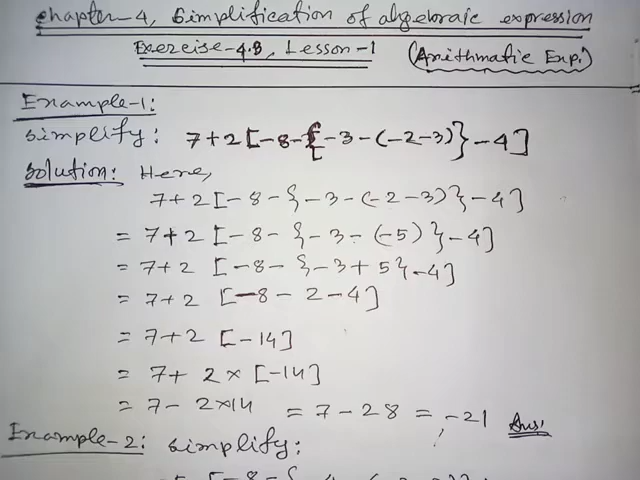 chapter-4, Simplification of algebraic expression
Exercise-4.B, Lesson-1 (Arithmatic Exp.)
Example-1:
Simplify: 7+2[-8-{-3-(-2-3)}-4]
Solution: Here,
7+2[-8-{-3-(-2-3)}-4]
= 7+2[-8-{-3-(-5)}-4]
= 7+2 [-8-{-3+5}-4]
= 7+2 [-8-2-4]
= 7+2 [-14]
= 7+ 2×[-14]
= 7- 2×14 = 7-28 = -21 Ans:
Example-2: Simplify: